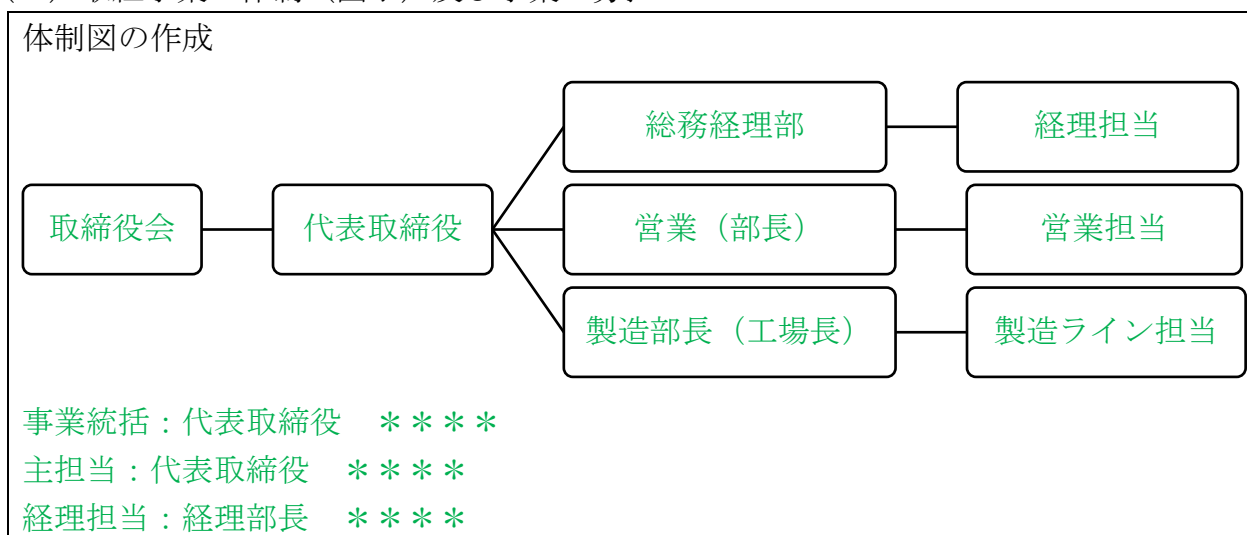 体制図の作成
総務経理部
経理担当
取締役会
代表取締役
営業（部長）
営業担当
製造部長（工場長）
製造ライン担当
事業統括：代表取締役　＊＊＊＊
主担当：代表取締役　＊＊＊＊
経理担当：経理部長　＊＊＊＊